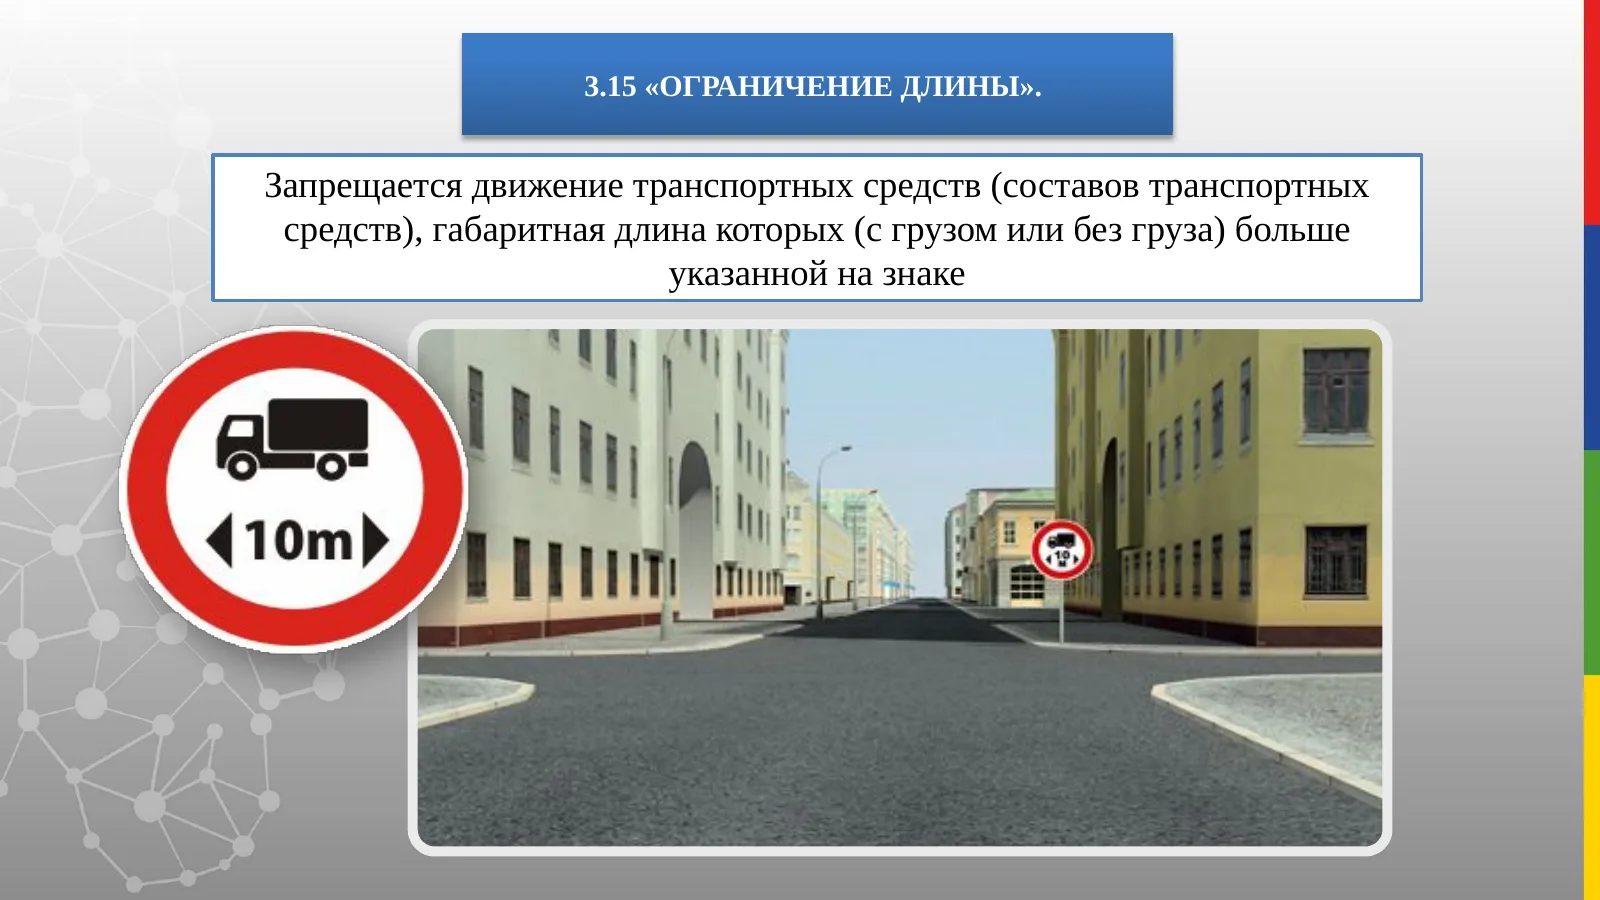 3.15 «ОГРАНИЧЕНИЕ ДЛИНЫ».
Запрещается движение транспортных средств (составов транспортных
средств), габаритная длина которых (с грузом или без груза) больше
указанной на знаке
10m
10